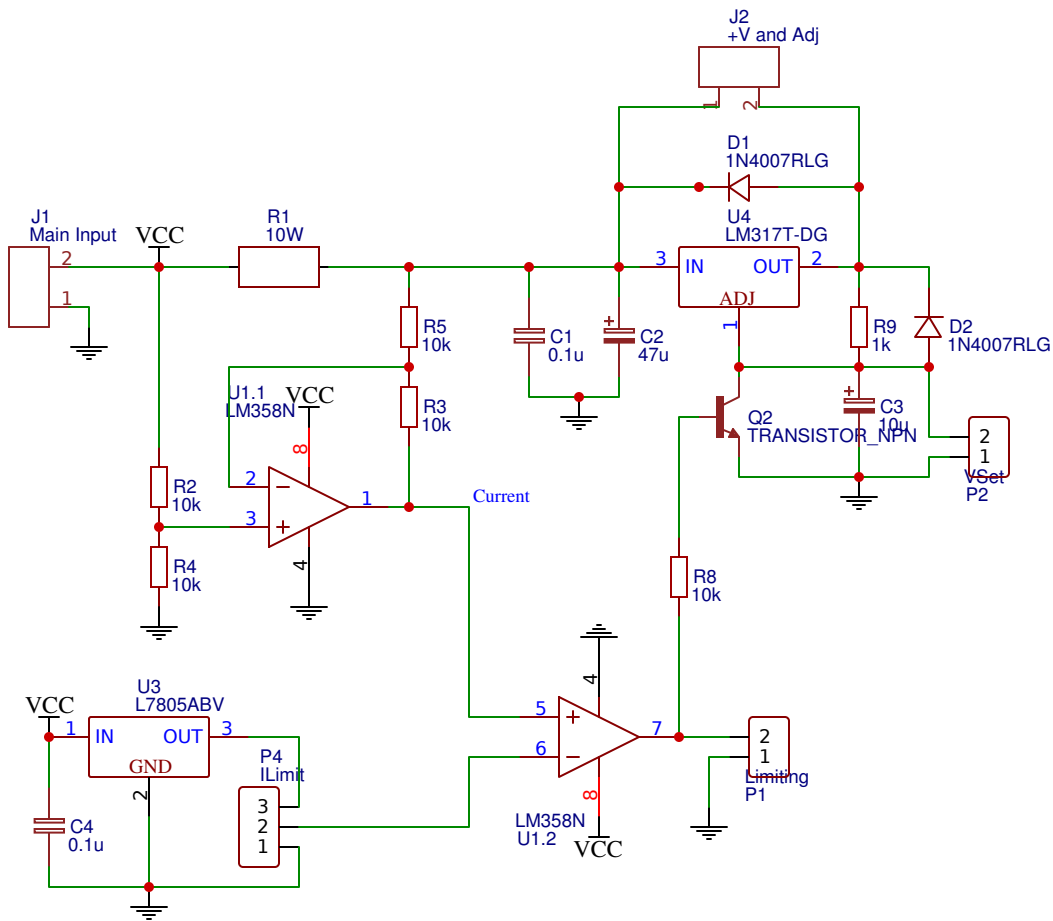 J2
+V and Adj
1
2
D1
1N4007RLG
J1
Main Input
2
1
VCC
R1
10W
U4
LM317T-DG
3
IN
OUT
2
ADJ
1
R5
10k
C1
0.1u
C2
47u
R9
1k
D2
1N4007RLG
U1.1
LM358N
VCC
8
R3
10k
Q2
TRANSISTOR_NPN
C3
10u
2
1
VSet
P2
2
3
1
4
Current
R2
10k
R4
10k
R8
10k
U3
L7805ABV
VCC
1
IN
OUT
3
GND
2
P4
ILimit
3
2
1
C4
0.1u
4
5
6
7
8
LM358N
U1.2
VCC
2
1
Limiting
P1